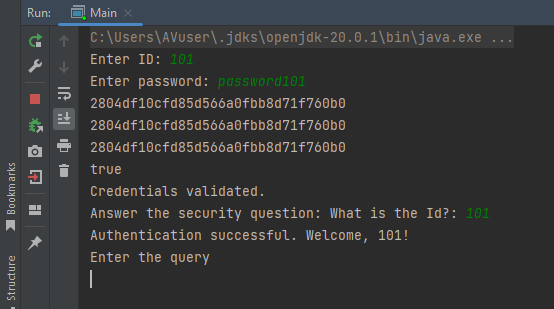 Run: Main
C:\Users\AVuser\.jdks\openjdk-20.0.1\bin\java.exe ...
Enter ID: 101
Enter password: password101
2804df10cfd85d566a0fbb8d71f760b0
2804df10cfd85d566a0fbb8d71f760b0
2804df10cfd85d566a0fbb8d71f760b0
true
Credentials validated.
Answer the security question: What is the Id?: 101
Authentication successful. Welcome, 101!
Enter the query
Bookmarks
Structure